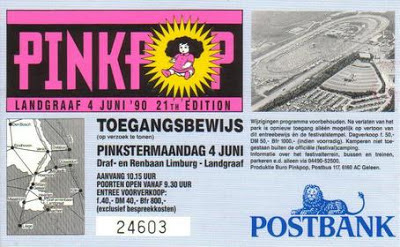 PINKPOP
LANDGRAAF 4 JUNI '90 21TH EDITION
TOEGANGSBEWIJS
(op verzoek te tonen)
PINKSTERMAANDAG 4 JUNI
Draf- en Renbaan Limburg - Landgraaf
AANVANG 10.15 UUR
POORTEN OPEN VANAF 9.30 UUR
ENTREE VOORVERKOOP:
f.40,- DM 40,- Bfr 800,-
(exclusief bespreekkosten)
24603
Wijzigingen programma voorbehouden. Na verlaten van het
park is opnieuw toegang alléén mogelijk op vertoon van
dit entreebewijs én de festivalstempel. Dagverkoop f.50,-
DM 50,- Bfr 1000,- (indien voorradig). Kamperen niet toe-
gestaan buiten de officiële (festival)camping.
Informatie over het festivalterrein, bussen en treinen,
parkeren e.d. alleen via 04490-52500.
Produktie Buro Pinkpop, Postbus 117, 6160 AC Geleen.
POSTBANK